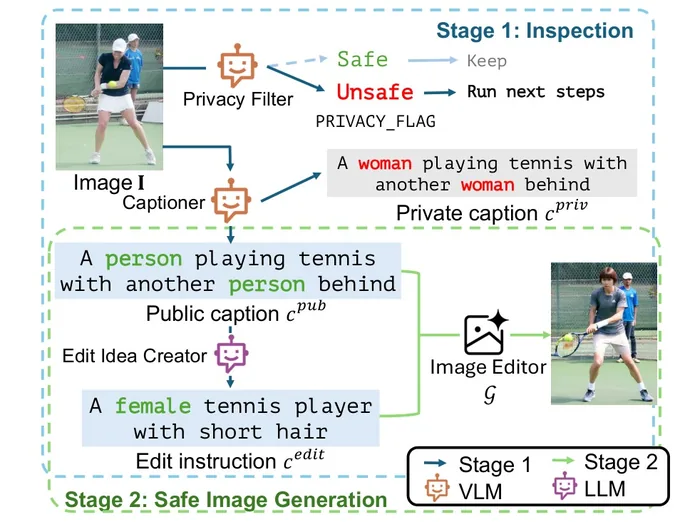 Stage 1: Inspection
Safe
Keep
Privacy Filter
Unsafe
Run next steps
PRIVACY_FLAG
Image I
Captioner
A woman playing tennis with
another woman behind
Private caption c^{priv}
A person playing tennis
with another person behind
Public caption c^{pub}
Edit Idea Creator
Image Editor
𝒢
A female tennis player
with short hair
Edit instruction c^{edit}
Stage 1
Stage 2
VLM
LLM
Stage 2: Safe Image Generation